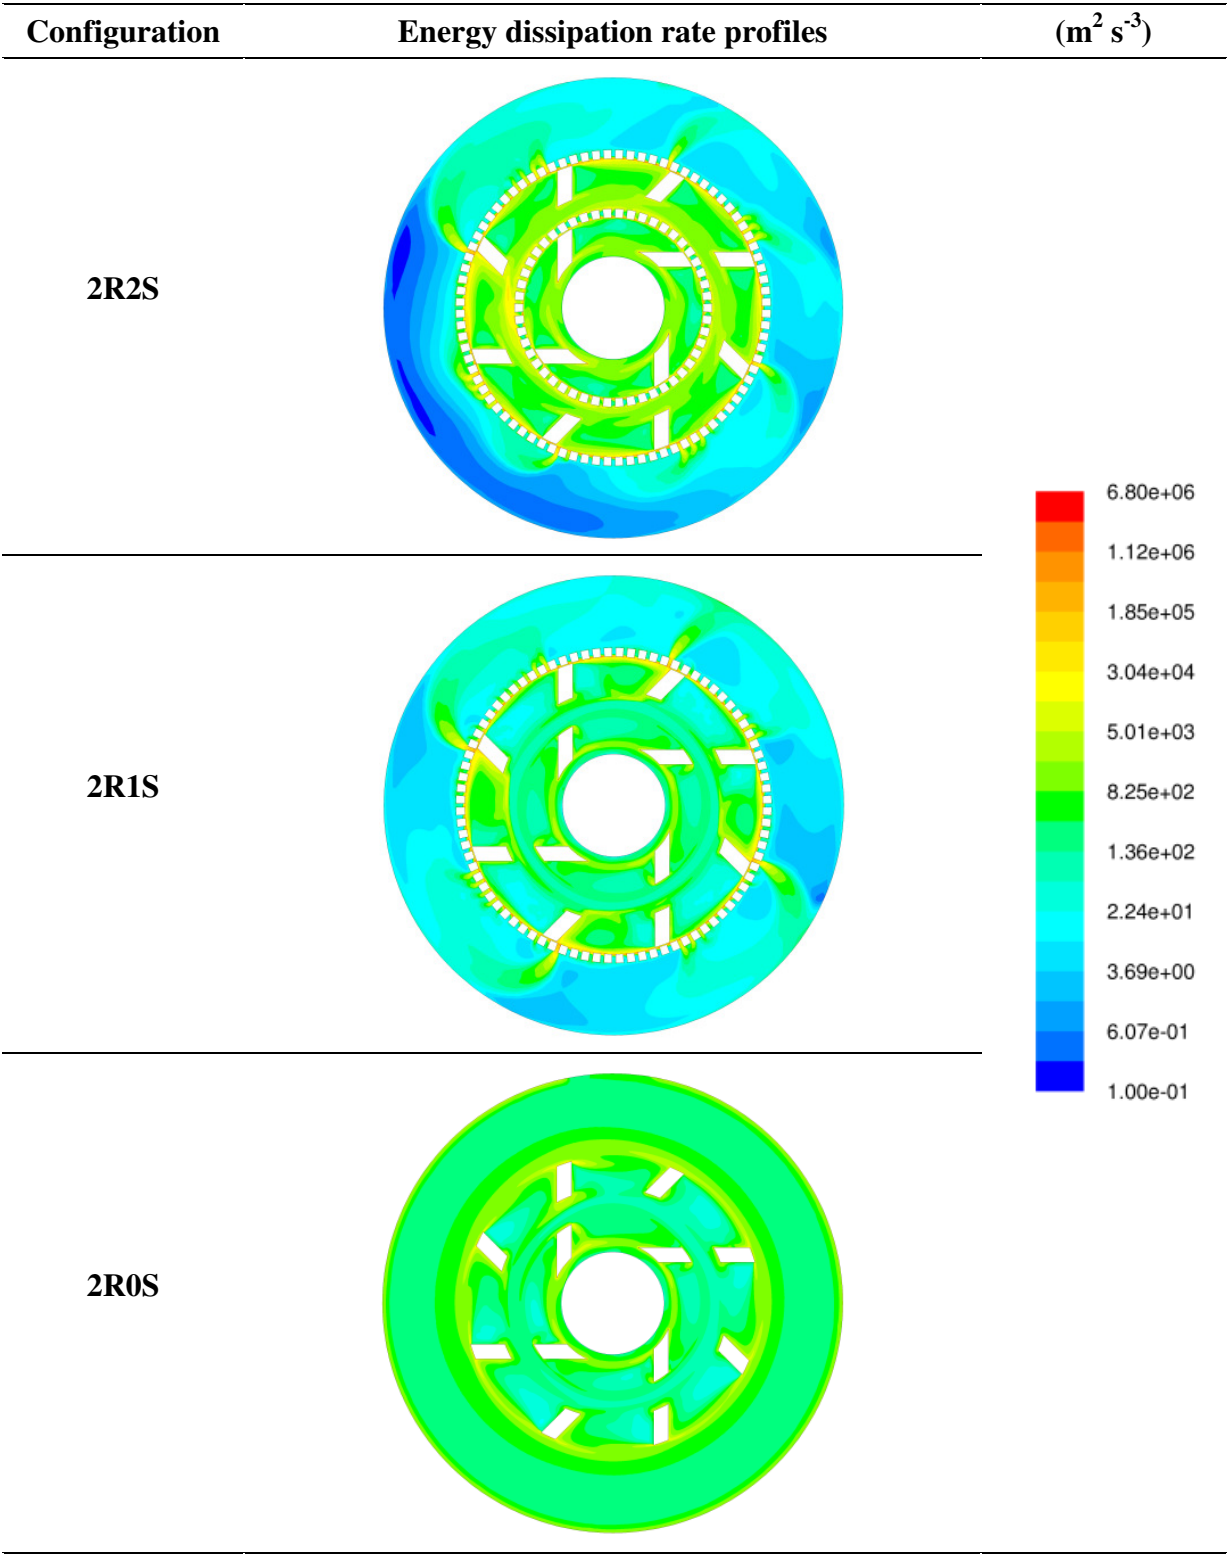 Configuration Energy dissipation rate profiles (m² s⁻³)
2R2S
6.80e+06
1.12e+06
1.85e+05
3.04e+04
5.01e+03
2R1S
8.25e+02
1.36e+02
2.24e+01
3.69e+00
6.07e-01
1.00e-01
2R0S